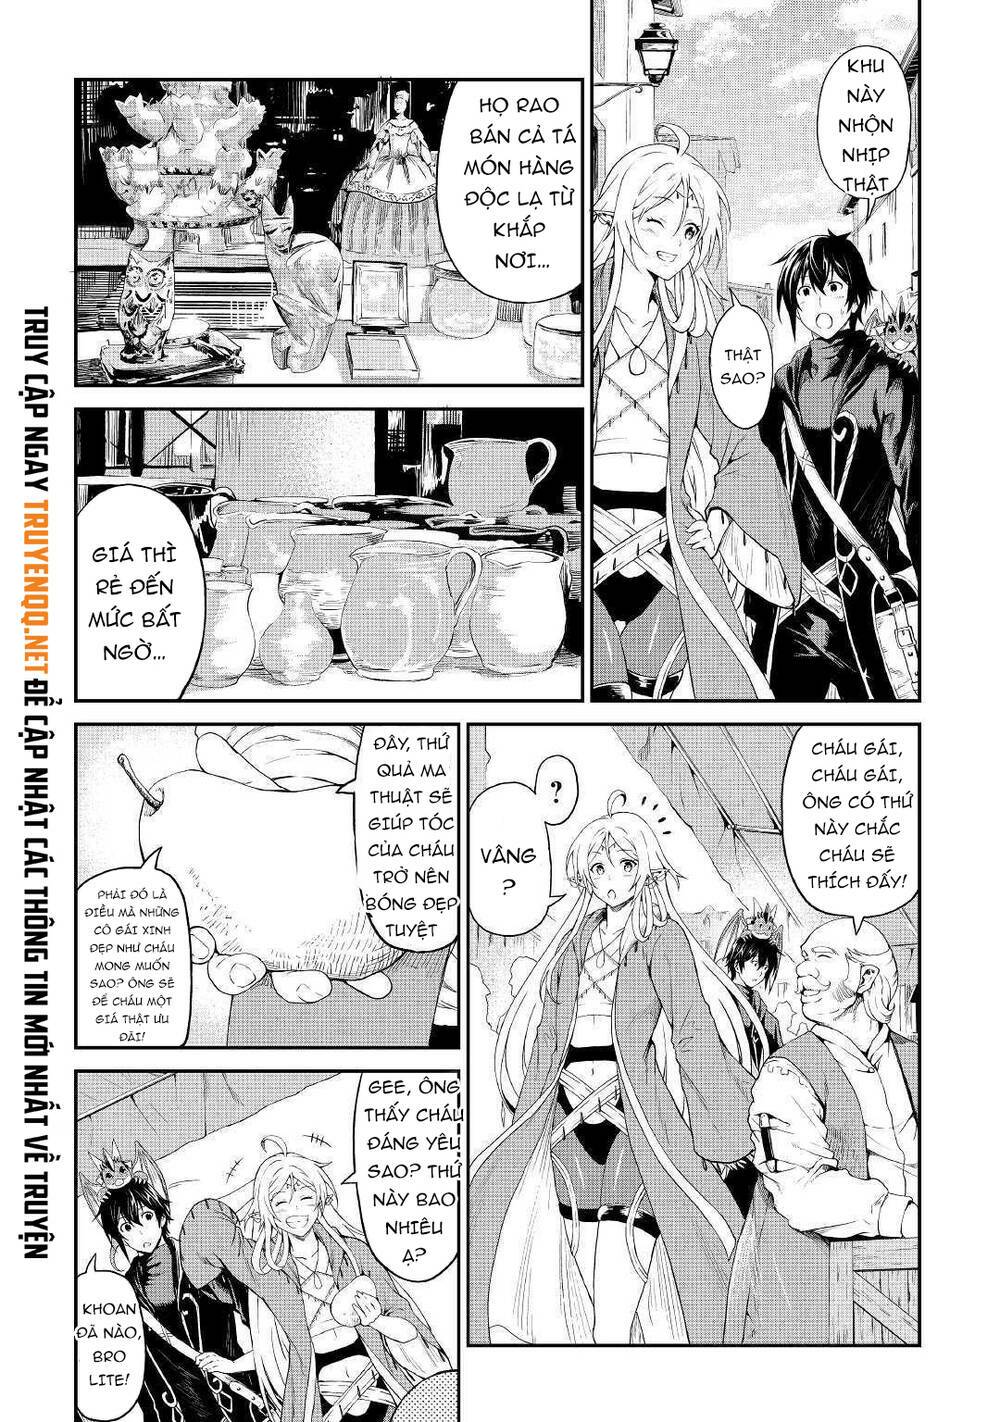 KHU
NÀY
NHỘN
NHỊP
THẬT
THẬT
SAO?
HỌ RAO
BÁN CẢ TÁ
MÓN HÀNG
ĐỘC LẠ TỪ
KHẮP
NƠI...
GIÁ THÌ
RẺ ĐẾN
MỨC BẤT
NGỜ...
CHÁU GÁI,
CHÁU GÁI,
ÔNG CÓ THỨ
NÀY CHẮC
CHÁU SẼ
THÍCH ĐẤY!
?
VÂNG
?
ĐÂY, THỨ
QUẢ MA
THUẬT SẼ
GIÚP TÓC
CỦA CHÁU
TRỞ NÊN
BÓNG ĐẸP
TUYỆT
PHẢI ĐÓ LÀ
ĐIỀU MÀ NHỮNG
CÔ GÁI XINH
ĐẸP NHƯ CHÁU
MONG MUỐN
SAO? ÔNG SẼ
ĐỂ CHÁU MỘT
GIÁ THẬT ƯU
ĐÃI!
GEE, ÔNG
THẤY CHÁU
ĐÁNG YÊU
SAO? THỨ
NÀY BAO
NHIÊU
Ạ?
KHOAN
ĐÃ NÀO,
BRO
LITE!
TRUY CẬP NGAY TRUYENQQ.NET ĐỂ CẬP NHẬT CÁC THÔNG TIN MỚI NHẤT VỀ TRUYỆN